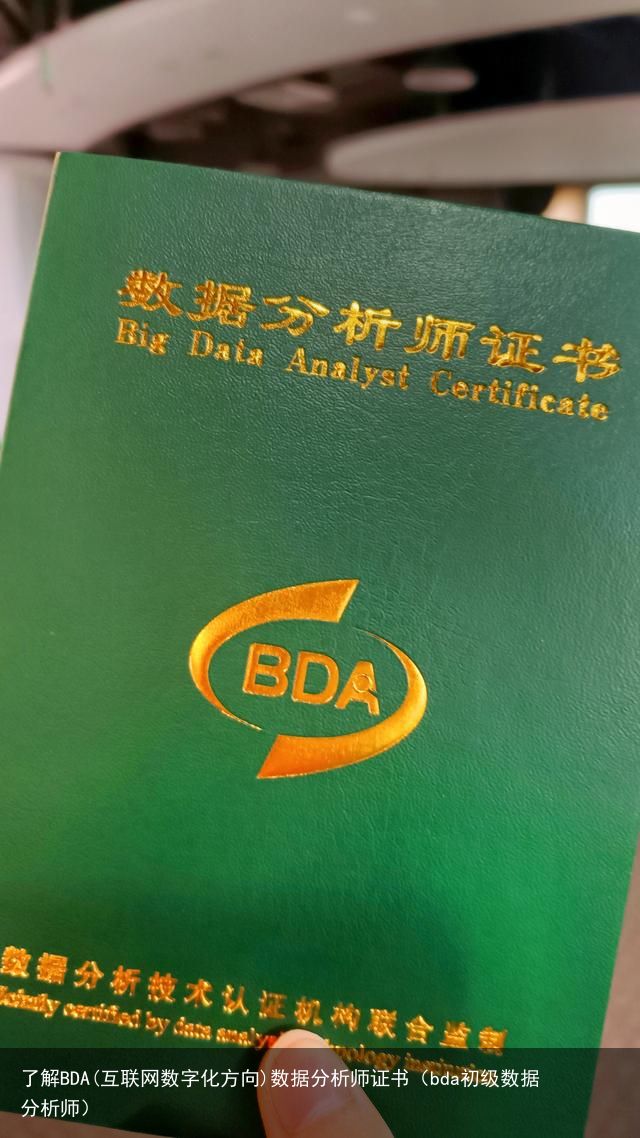 数据分析师证书
Big Data Analyst Certificate
BDA
数据分析技术认证机构联合监制
certified by data
了解BDA(互联网数字化方向)数据分析师证书（bda初级数据
分析师）